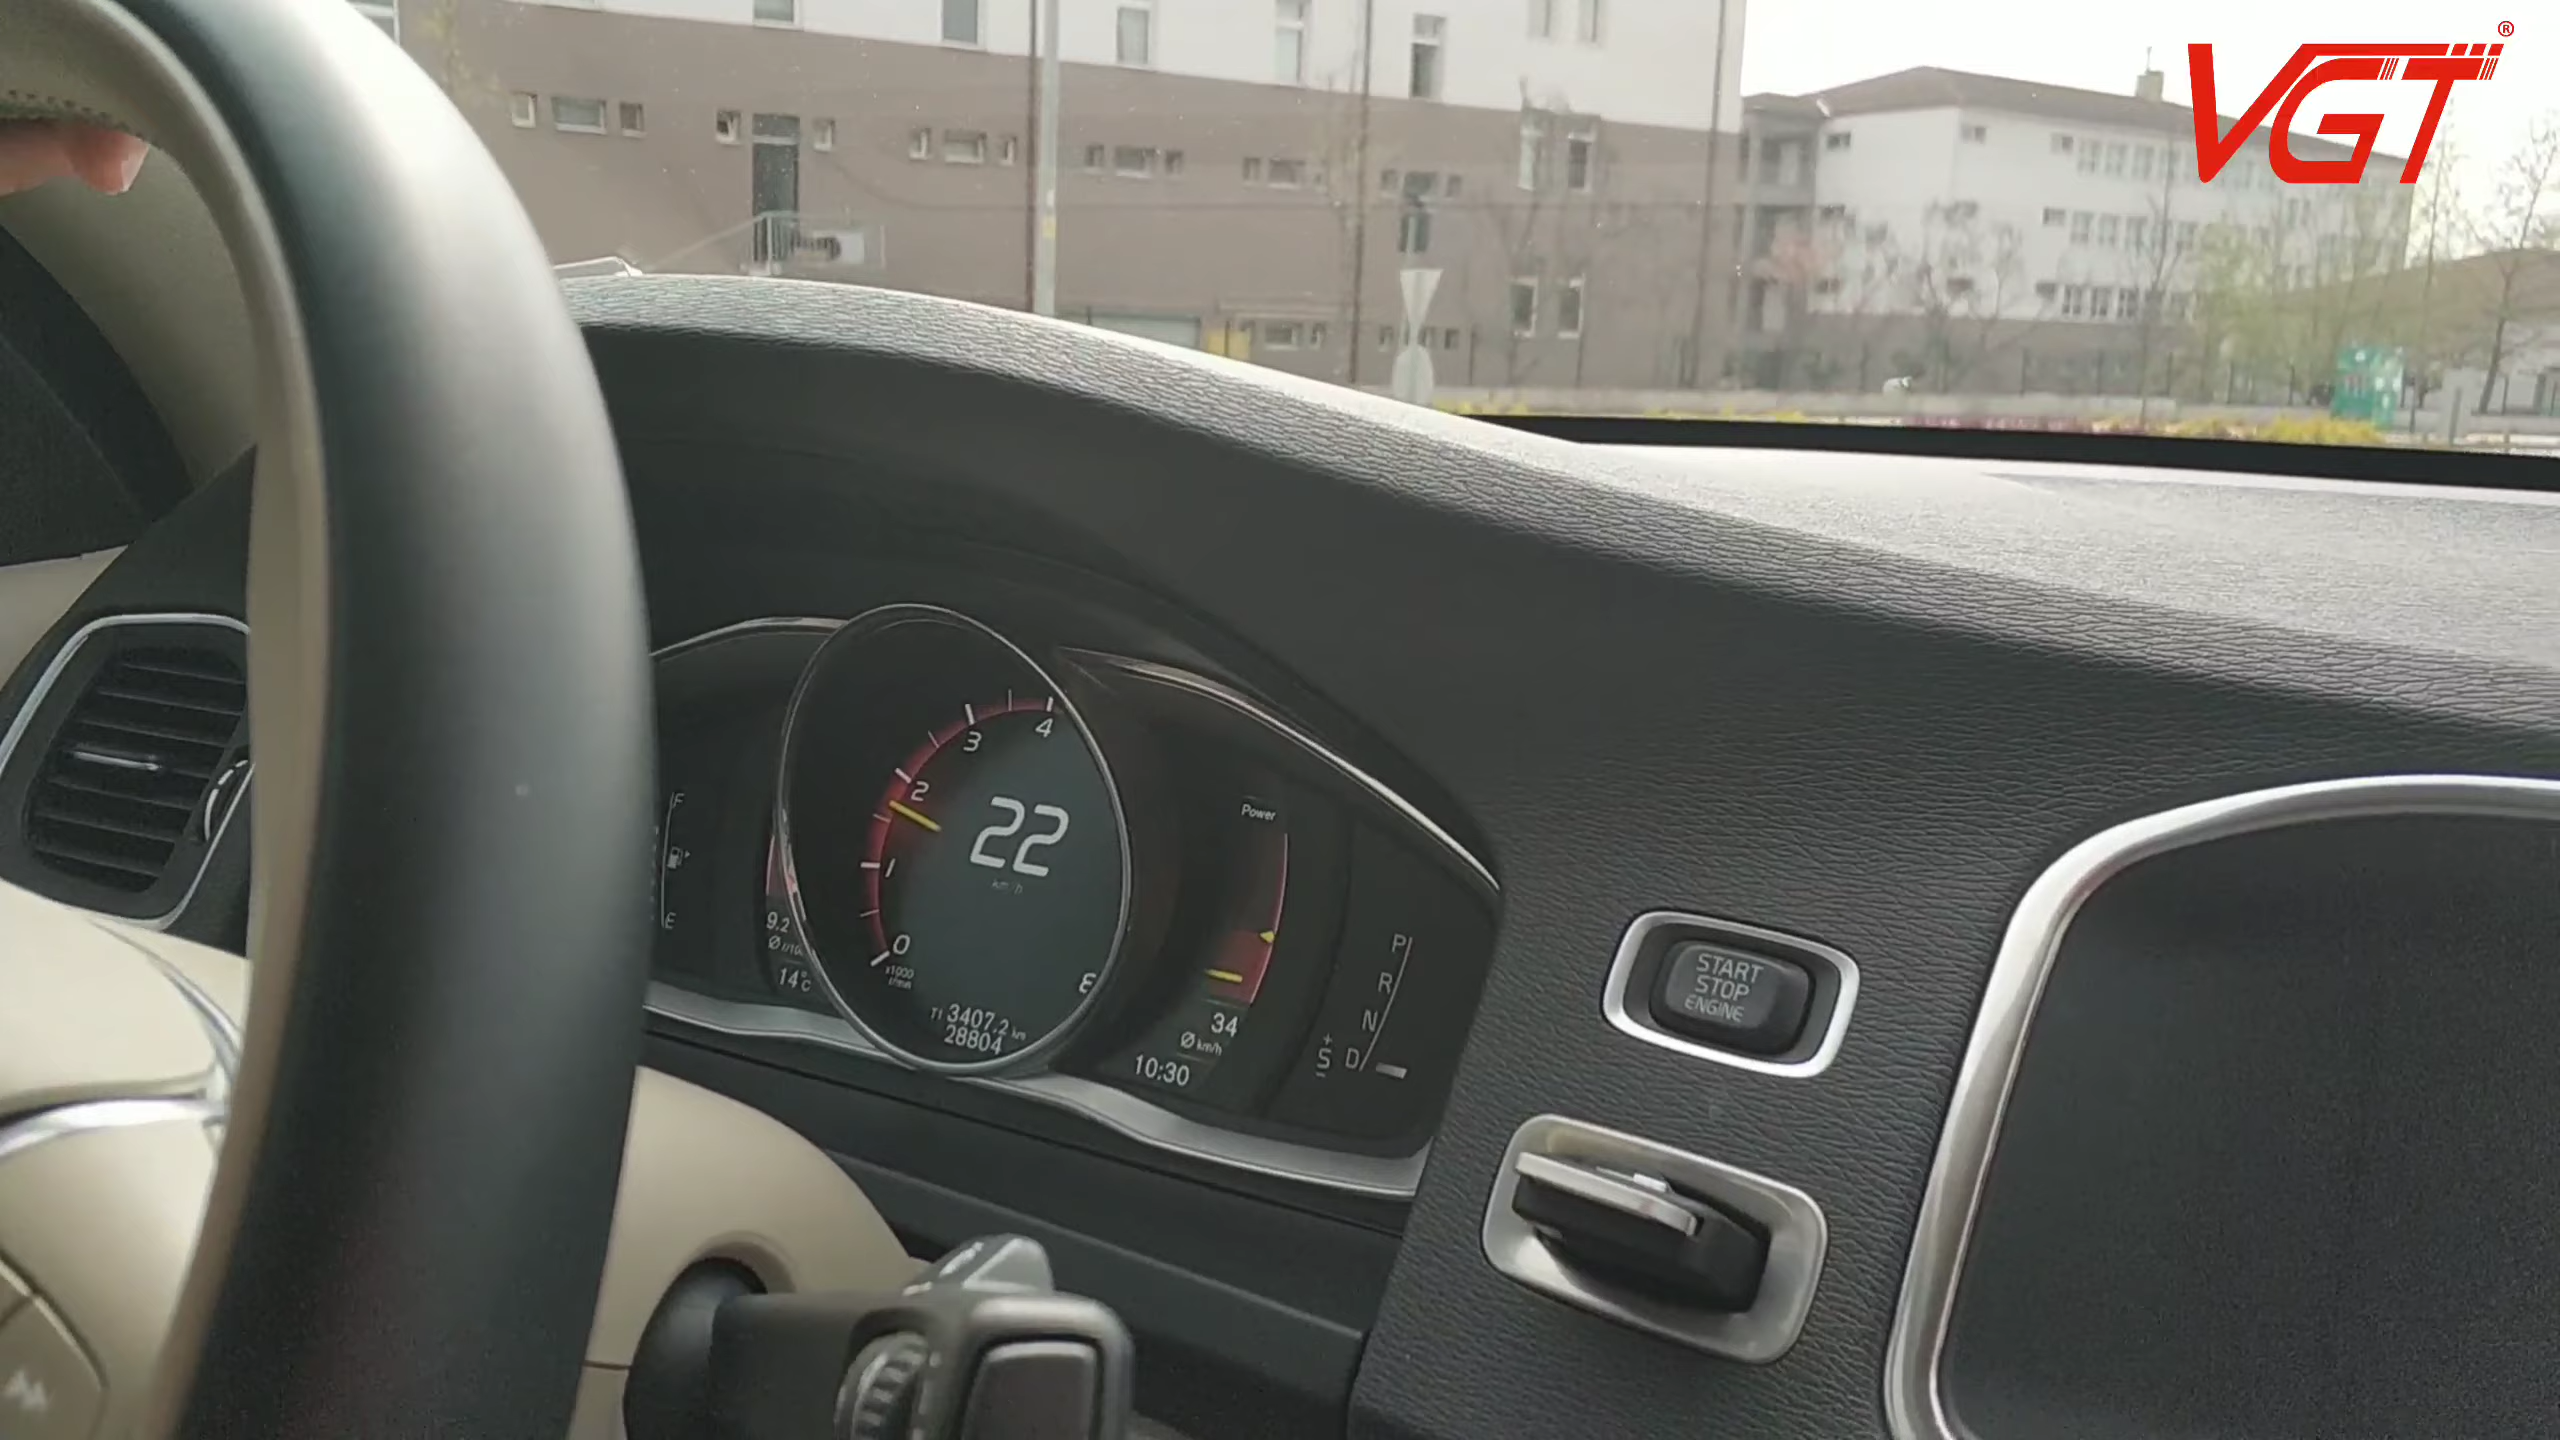 VGT®
4
3
2
1
0
x1000
r/min
22
km/h
F
E
9.2
14°C
T1 3407.2 km
28804
Power
34
Ø km/h
10:30
P
R
N
D
+
S
-
START
STOP
ENGINE